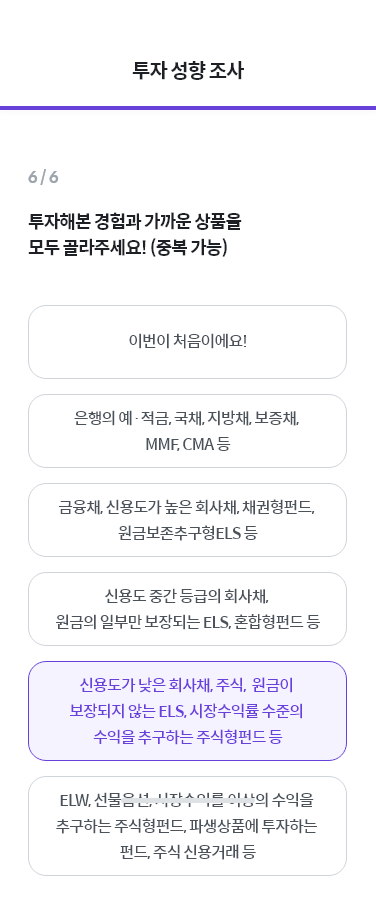 투자 성향 조사
6 / 6
투자해본 경험과 가까운 상품을
모두 골라주세요! (중복 가능)
이번이 처음이에요!
은행의 예·적금, 국채, 지방채, 보증채,
MMF, CMA 등
금융채, 신용도가 높은 회사채, 채권형펀드,
원금보존추구형ELS 등
신용도 중간 등급의 회사채,
원금의 일부만 보장되는 ELS, 혼합형펀드 등
신용도가 낮은 회사채, 주식, 원금이
보장되지 않는 ELS, 시장수익률 수준의
수익을 추구하는 주식형펀드 등
ELW, 선물옵션, 시장수익률 이상의 수익을
추구하는 주식형펀드, 파생상품에 투자하는
펀드, 주식 신용거래 등